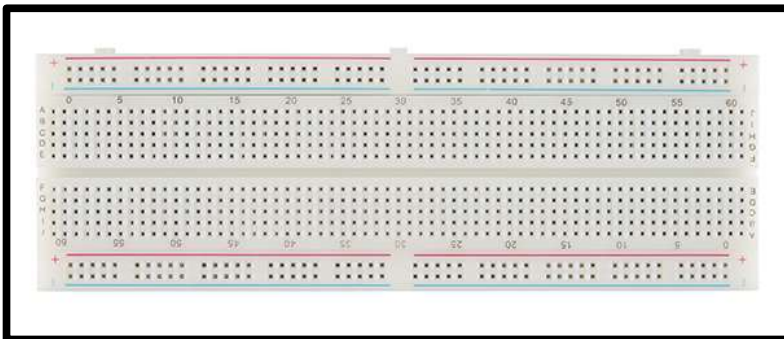 + +
- -
0 5 10 15 20 25 30 35 40 45 50 55 60
A J
B I
C H
D G
E F
F E
G D
H C
I B
J A
60 55 50 45 40 35 30 25 20 15 10 5 0
+ +
- -